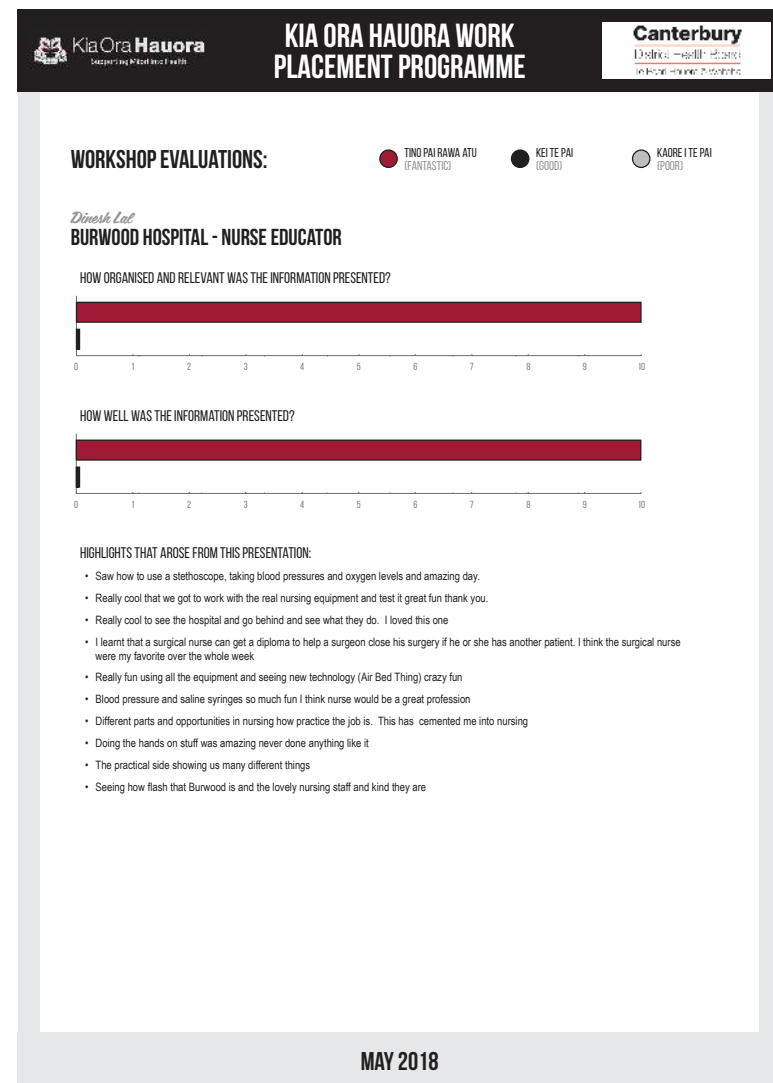 Kia Ora Hauora
Supporting Māori into Health
KIA ORA HAUORA WORK
PLACEMENT PROGRAMME
Canterbury
District Health Board
Te Poari Hauora ō Waitaha
WORKSHOP EVALUATIONS:
TINO PAI RAWA ATU
(FANTASTIC)
KEI TE PAI
(GOOD)
KAORE I TE PAI
(POOR)
Dinesh Lal
BURWOOD HOSPITAL - NURSE EDUCATOR
HOW ORGANISED AND RELEVANT WAS THE INFORMATION PRESENTED?
0 1 2 3 4 5 6 7 8 9 10
HOW WELL WAS THE INFORMATION PRESENTED?
0 1 2 3 4 5 6 7 8 9 10
HIGHLIGHTS THAT AROSE FROM THIS PRESENTATION:
• Saw how to use a stethoscope, taking blood pressures and oxygen levels and amazing day.
• Really cool that we got to work with the real nursing equipment and test it great fun thank you.
• Really cool to see the hospital and go behind and see what they do. I loved this one
• I learnt that a surgical nurse can get a diploma to help a surgeon close his surgery if he or she has another patient. I think the surgical nurse
were my favorite over the whole week
• Really fun using all the equipment and seeing new technology (Air Bed Thing) crazy fun
• Blood pressure and saline syringes so much fun I think nurse would be a great profession
• Different parts and opportunities in nursing how practice the job is. This has cemented me into nursing
• Doing the hands on stuff was amazing never done anything like it
• The practical side showing us many different things
• Seeing how flash that Burwood is and the lovely nursing staff and kind they are
MAY 2018